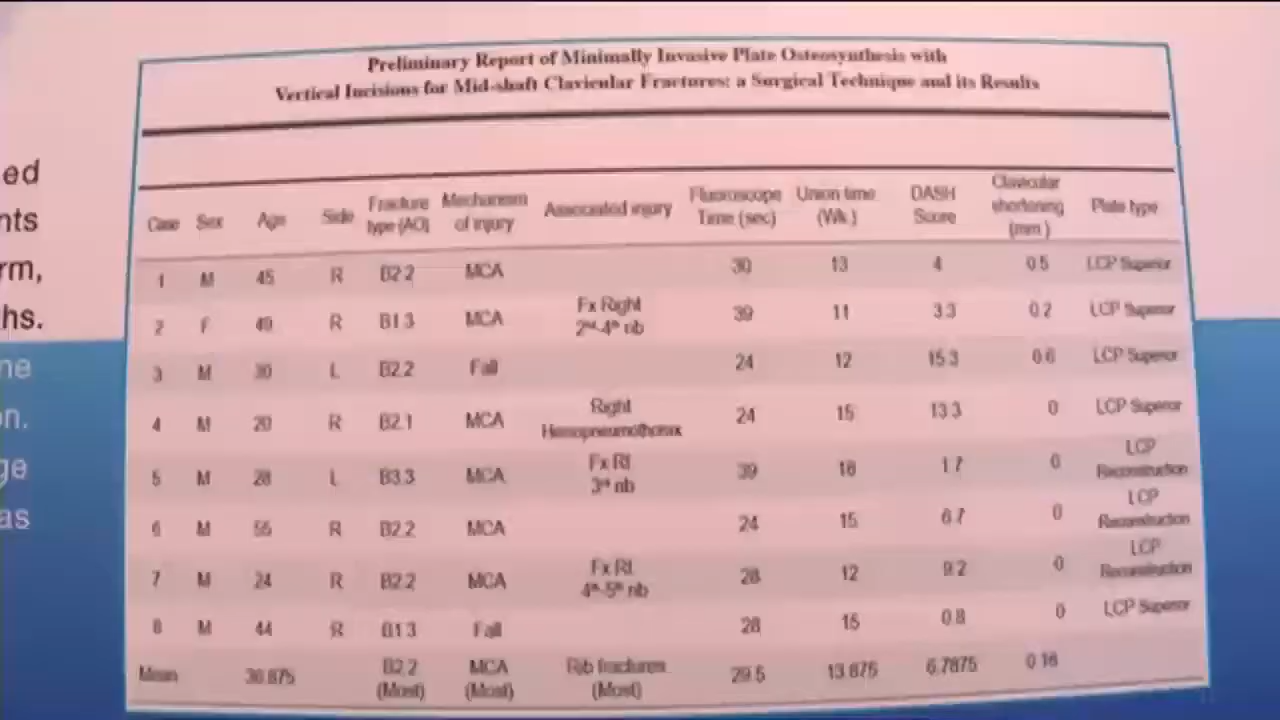 ed
nts
rm,
hs.
ne
on.
ge
as
Preliminary Report of Minimally Invasive Plate Osteosynthesis with
Vertical Incisions for Mid-shaft Clavicular Fractures: a Surgical Technique and its Results
Case Sex Age Side Fracture type (AO) Mechanism of injury Associated injury Fluoroscope Time (sec) Union time (Wk.) DASH Score Clavicular shortening (mm.) Plate type
1 M 45 R B2.2 MCA 30 13 4 0.5 LCP Superior
2 F 49 R B1.3 MCA Fx Right 2nd-4th rib 39 11 3.3 0.2 LCP Superior
3 M 30 L B2.2 Fall 24 12 15.3 0.6 LCP Superior
4 M 20 R B2.1 MCA Right Hemopneumothorax 24 15 13.3 0 LCP Superior
5 M 28 L B3.3 MCA Fx Rt 3rd rib 39 18 1.7 0 LCP Reconstruction
6 M 55 R B2.2 MCA 24 15 6.7 0 LCP Reconstruction
7 M 24 R B2.2 MCA Fx Rt. 4th-5th rib 28 12 9.2 0 LCP Reconstruction
8 M 44 R B1.3 Fall 28 15 0.8 0 LCP Superior
Mean 36.875 B2.2 (Most) MCA (Most) Rib fractures (Most) 29.5 13.875 6.7875 0.16